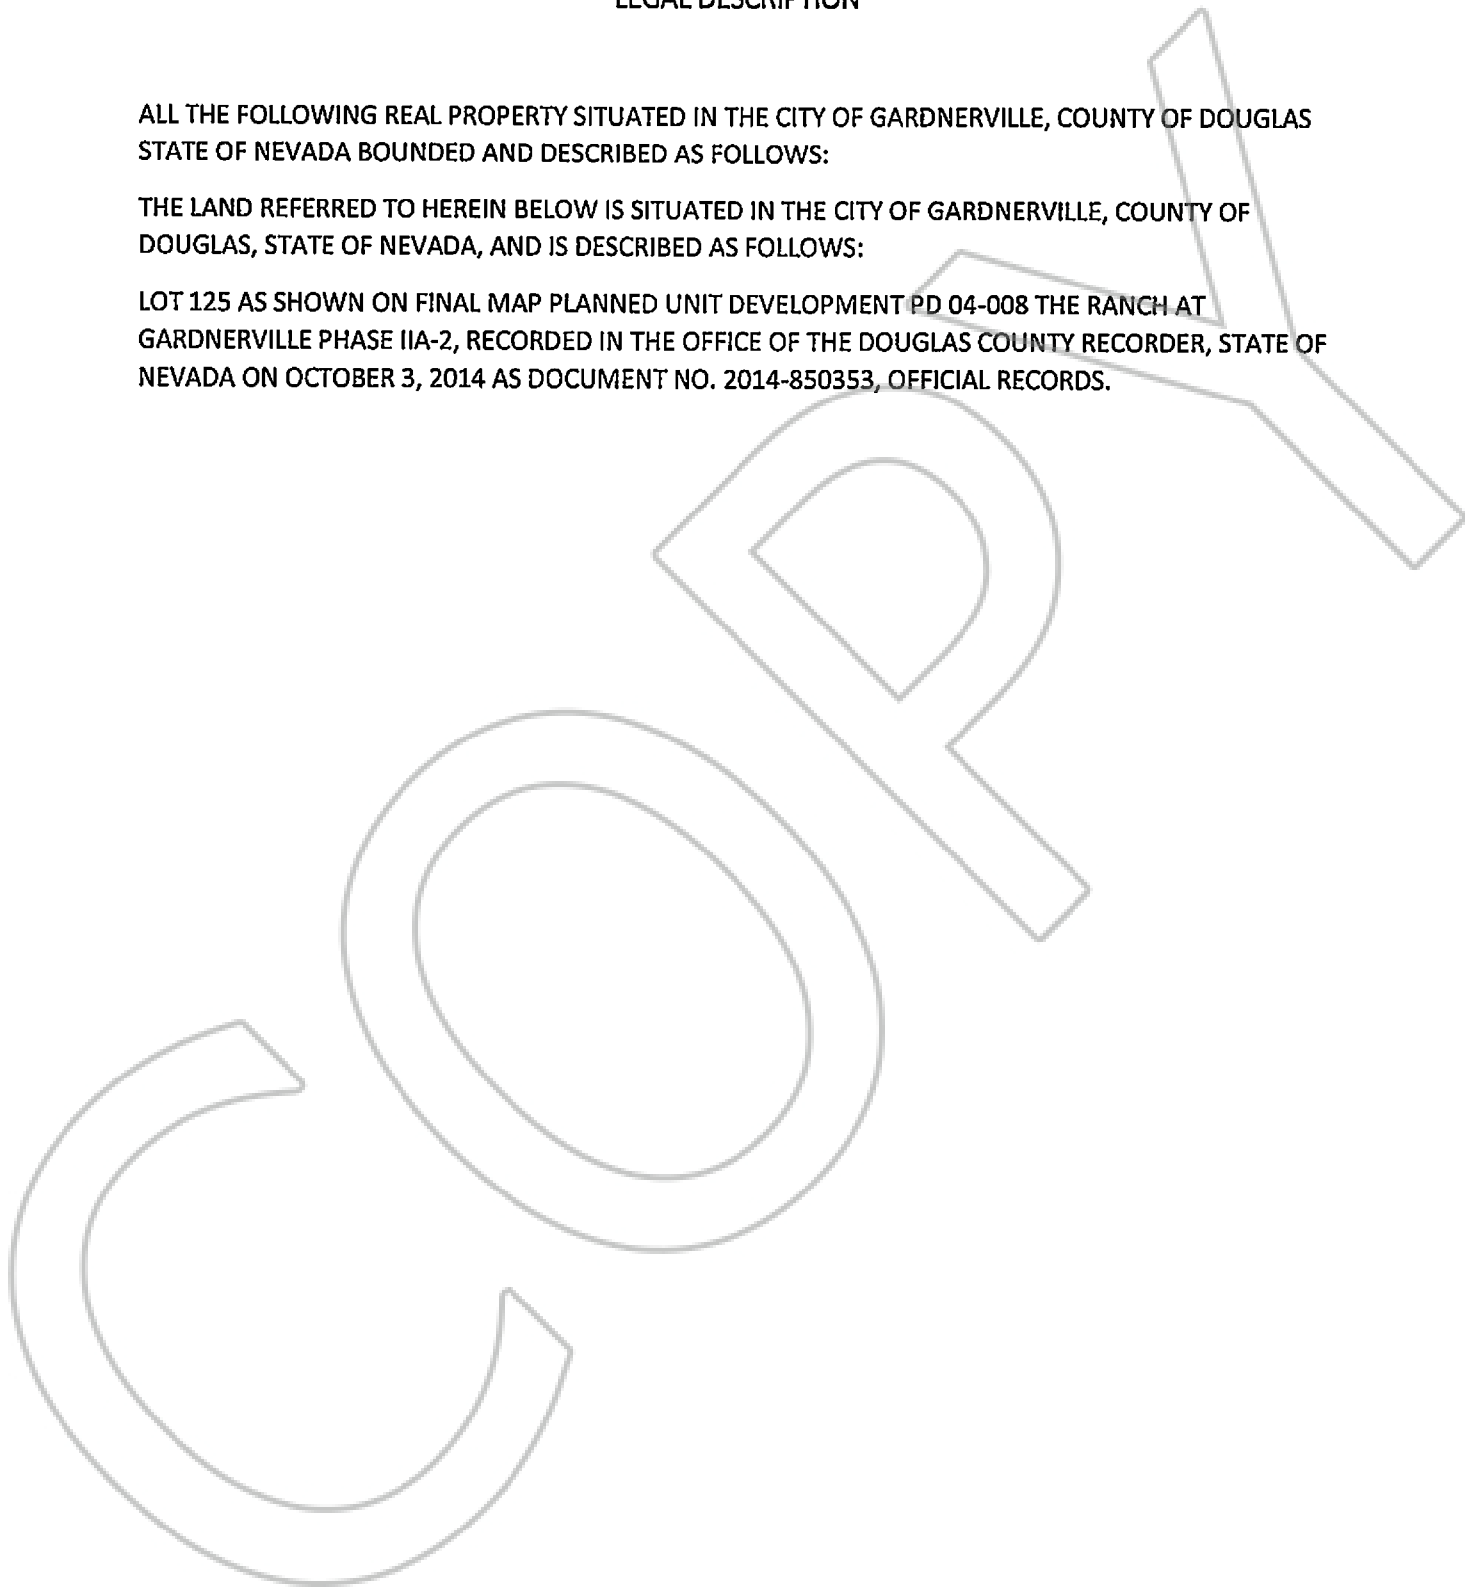 LEGAL DESCRIPTION
ALL THE FOLLOWING REAL PROPERTY SITUATED IN THE CITY OF GARDNERVILLE, COUNTY OF DOUGLAS
STATE OF NEVADA BOUNDED AND DESCRIBED AS FOLLOWS:
THE LAND REFERRED TO HEREIN BELOW IS SITUATED IN THE CITY OF GARDNERVILLE, COUNTY OF
DOUGLAS, STATE OF NEVADA, AND IS DESCRIBED AS FOLLOWS:
LOT 125 AS SHOWN ON FINAL MAP PLANNED UNIT DEVELOPMENT PD 04-008 THE RANCH AT
GARDNERVILLE PHASE IIA-2, RECORDED IN THE OFFICE OF THE DOUGLAS COUNTY RECORDER, STATE OF
NEVADA ON OCTOBER 3, 2014 AS DOCUMENT NO. 2014-850353, OFFICIAL RECORDS.
COPY